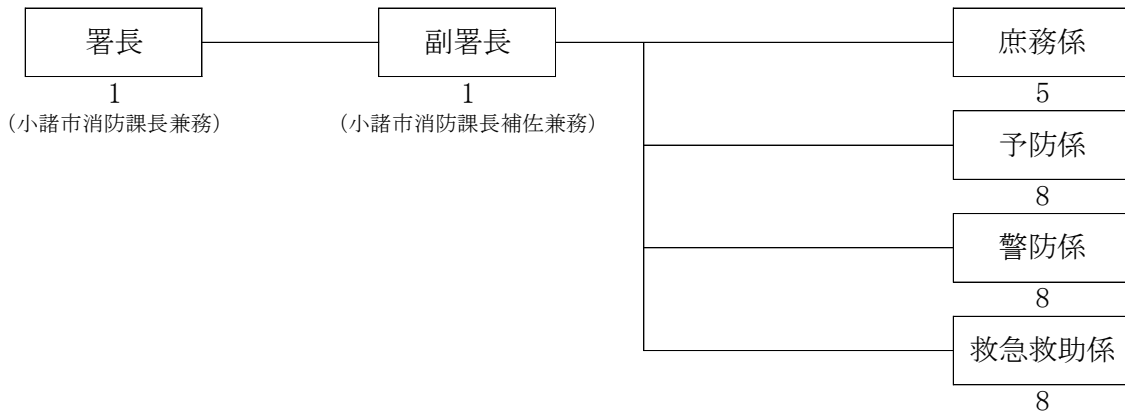 署長
1
(小諸市消防課長兼務)
副署長
1
(小諸市消防課長補佐兼務)
庶務係
5
予防係
8
警防係
8
救急救助係
8